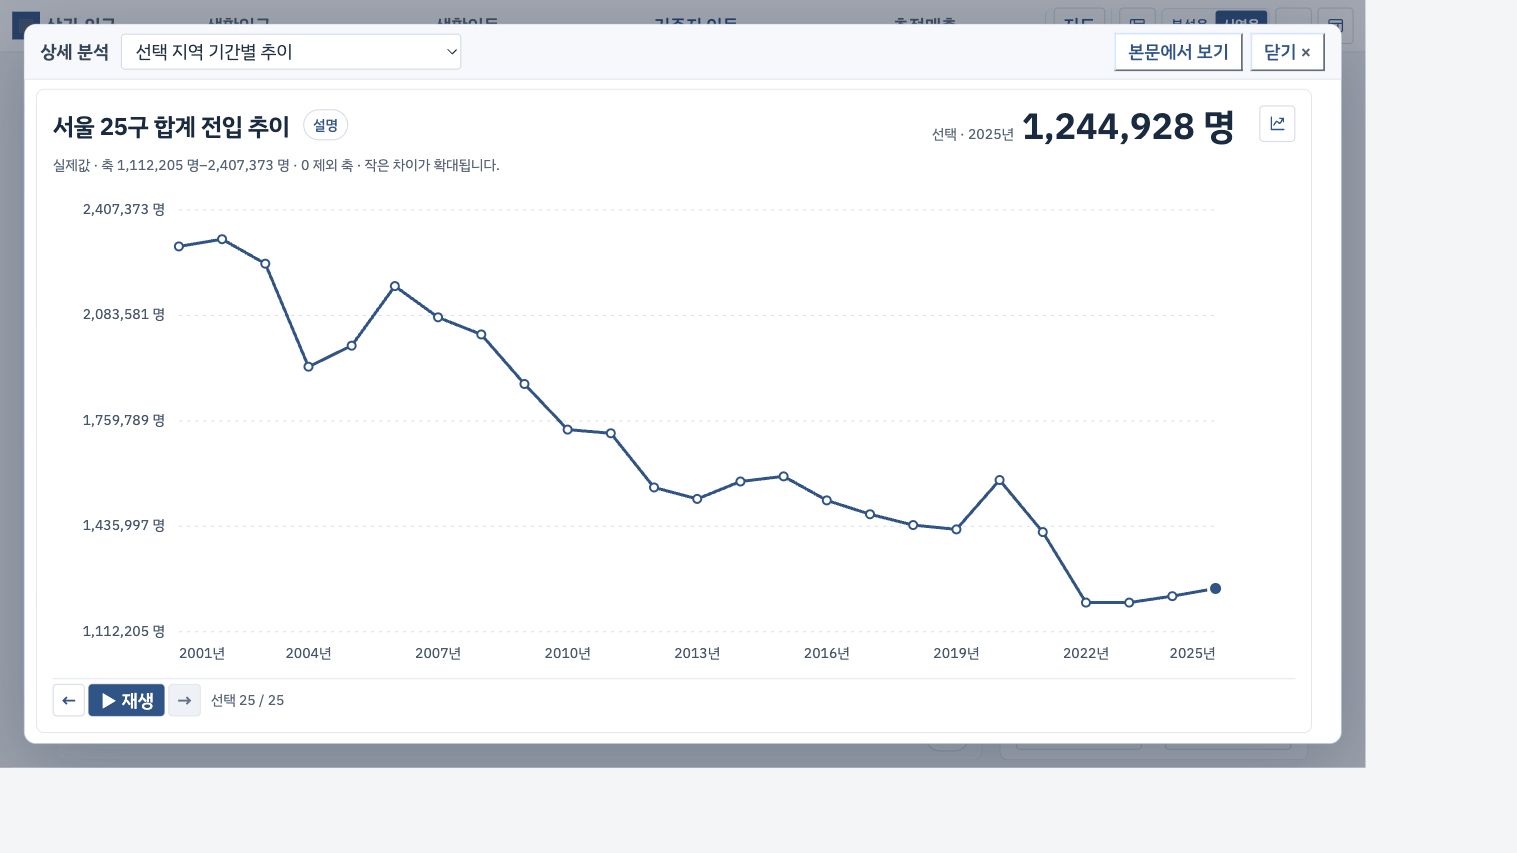 상세 분석
선택 지역 기간별 추이
본문에서 보기
닫기 ×
서울 25구 합계 전입 추이
설명
선택 · 2025년 1,244,928 명
실제값 · 축 1,112,205 명–2,407,373 명 · 0 제외 축 · 작은 차이가 확대됩니다.
2,407,373 명
2,083,581 명
1,759,789 명
1,435,997 명
1,112,205 명
2001년 2004년 2007년 2010년 2013년 2016년 2019년 2022년 2025년
← ▶ 재생 → 선택 25 / 25